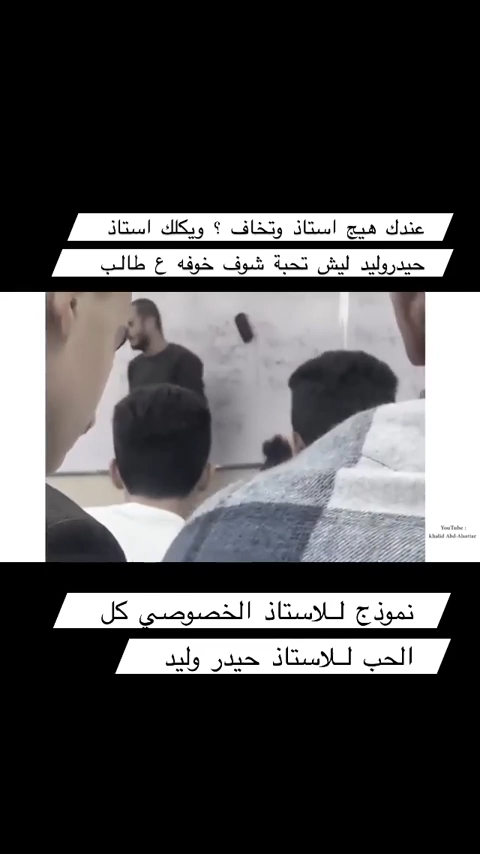 عندك هيج استاذ وتخاف ؟ ويكلك استاذ
حيدروليد ليش تحبة شوف خوفه ع طالب
YouTube :
khalid Abd-Alsattar
نموذج لـلاستاذ الخصوصي كل
الحب لـلاستاذ حيدر وليد